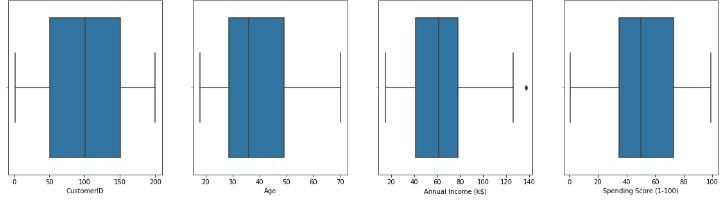 0 50 100 150 200
CustomerID
20 30 40 50 60 70
Age
20 40 60 80 100 120 140
Annual Income (k$)
0 20 40 60 80 100
Spending Score (1-100)